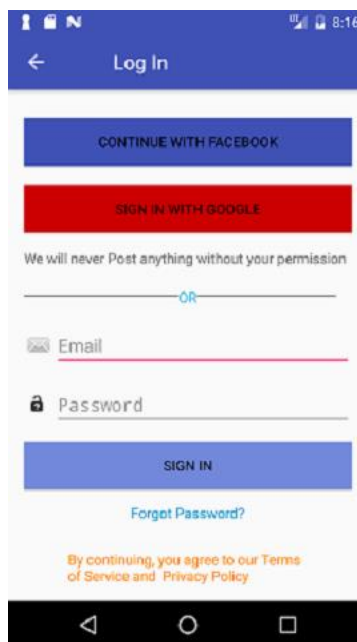 8:16
Log In
CONTINUE WITH FACEBOOK
SIGN IN WITH GOOGLE
We will never Post anything without your permission
OR
Email
Password
SIGN IN
Forgot Password?
By continuing, you agree to our Terms
of Service and Privacy Policy